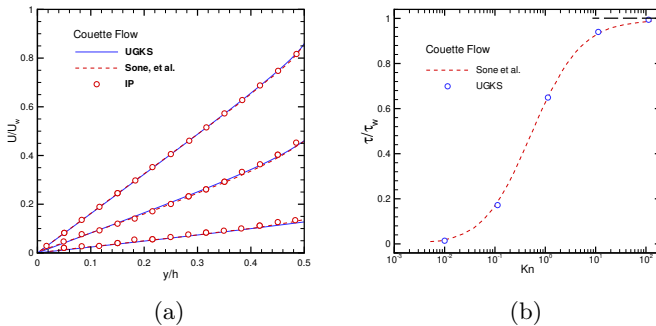 Couette Flow
UGKS
Sone, et al.
IP
U/U_w
0
0.2
0.4
0.6
0.8
1
0
0.1
0.2
0.3
0.4
0.5
y/h
(a)
Couette Flow
Sone et al.
UGKS
τ/τ_w
0
0.2
0.4
0.6
0.8
1
10^-3
10^-2
10^-1
10^0
10^1
10^2
Kn
(b)